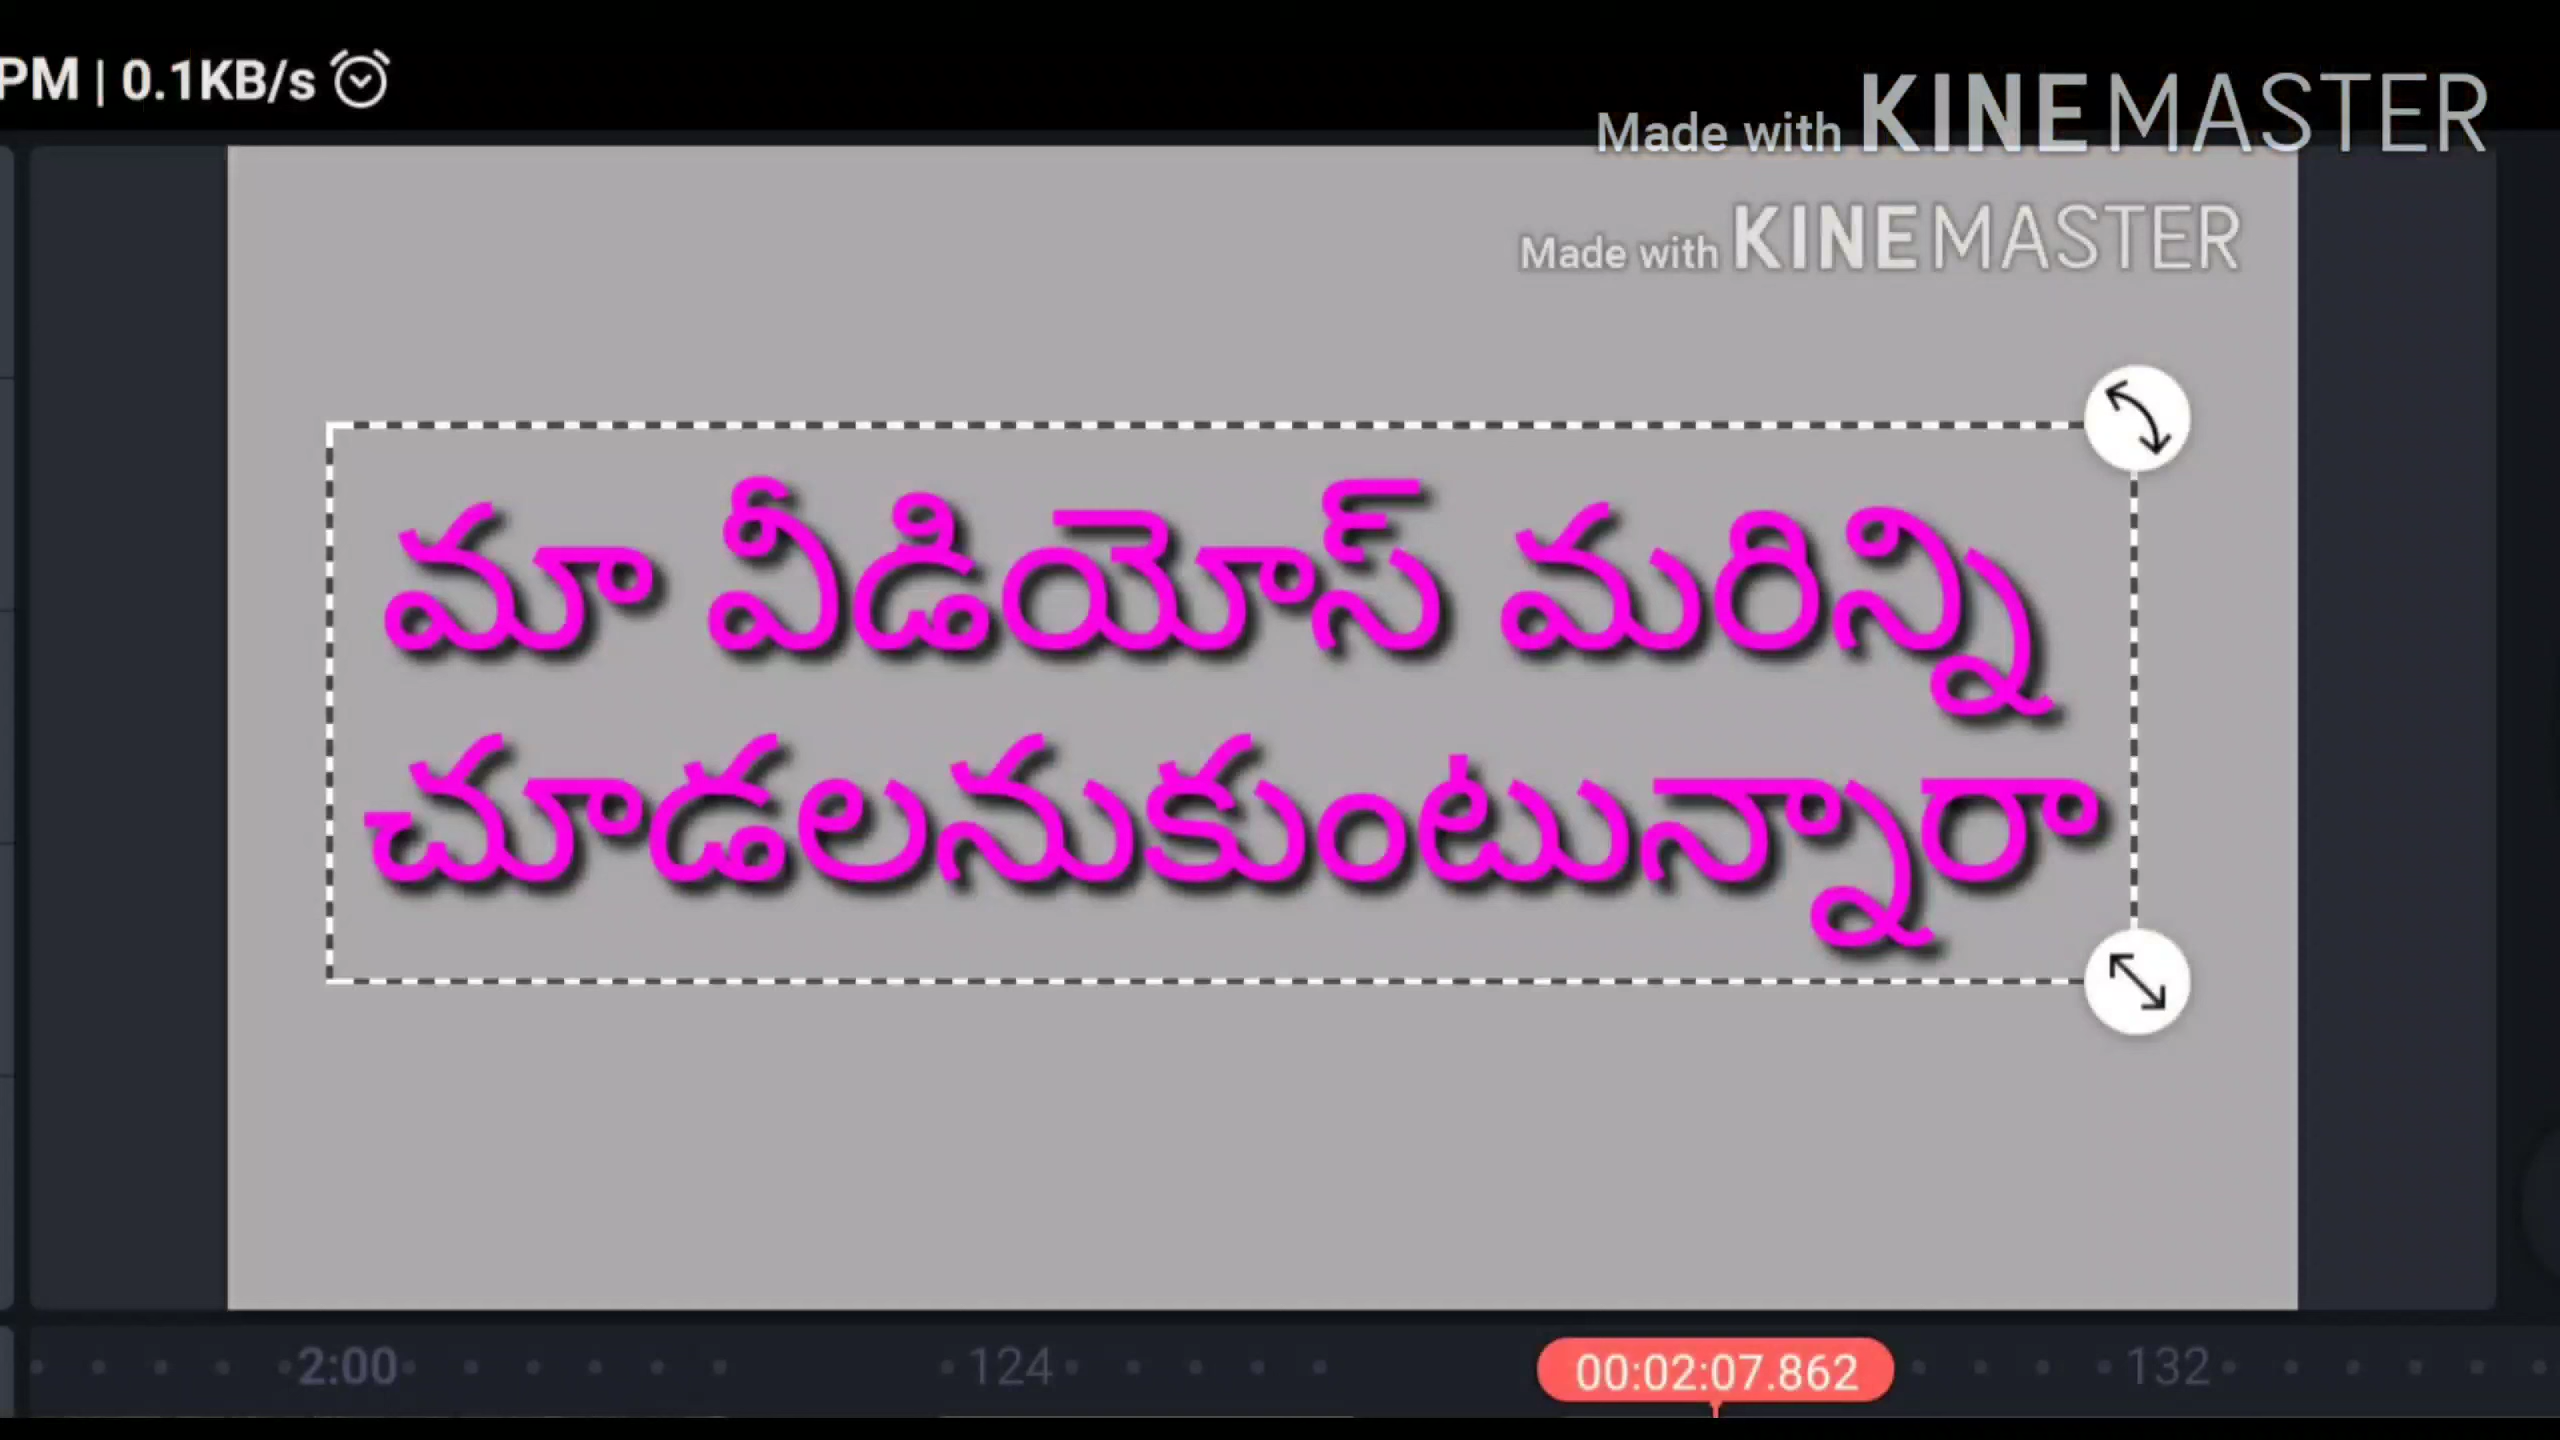 PM | 0.1KB/s
Made with KINEMASTER
Made with KINEMASTER
మా వీడియోస్ మరిన్ని
చూడలనుకుంటున్నారా
2:00 124 00:02:07.862 132